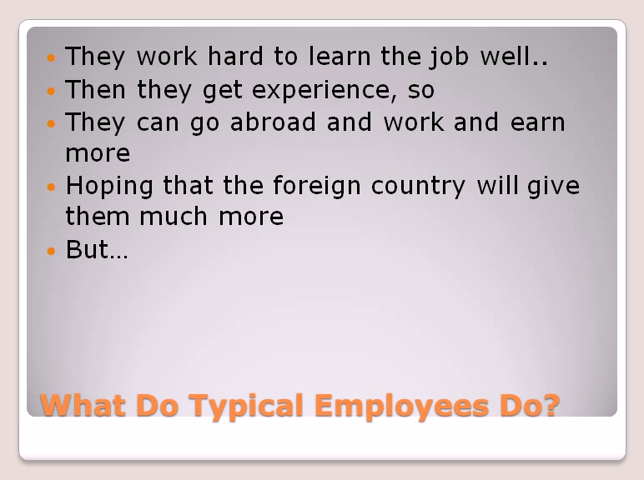 They work hard to learn the job well..
Then they get experience, so
They can go abroad and work and earn
more
Hoping that the foreign country will give
them much more
But…
What Do Typical Employees Do?